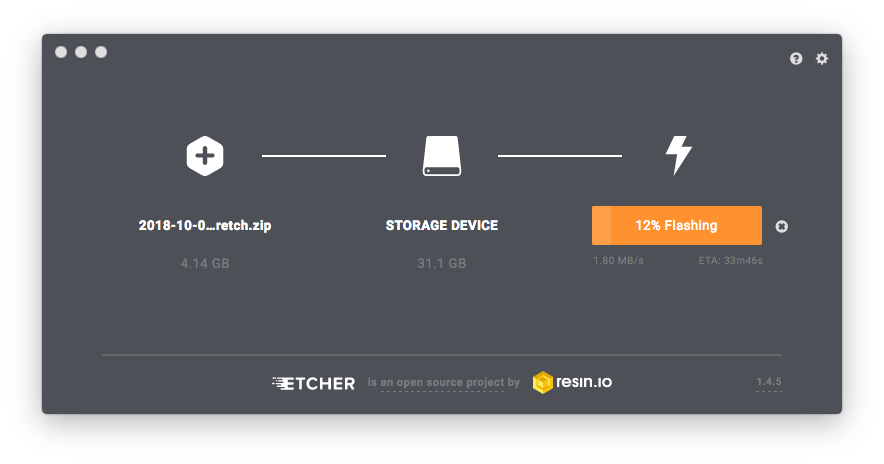 2018-10-0...retch.zip
STORAGE DEVICE
12% Flashing
4.14 GB
31.1 GB
1.80 MB/s
ETA: 33m46s
ETCHER is an open source project by resin.io
1.4.5